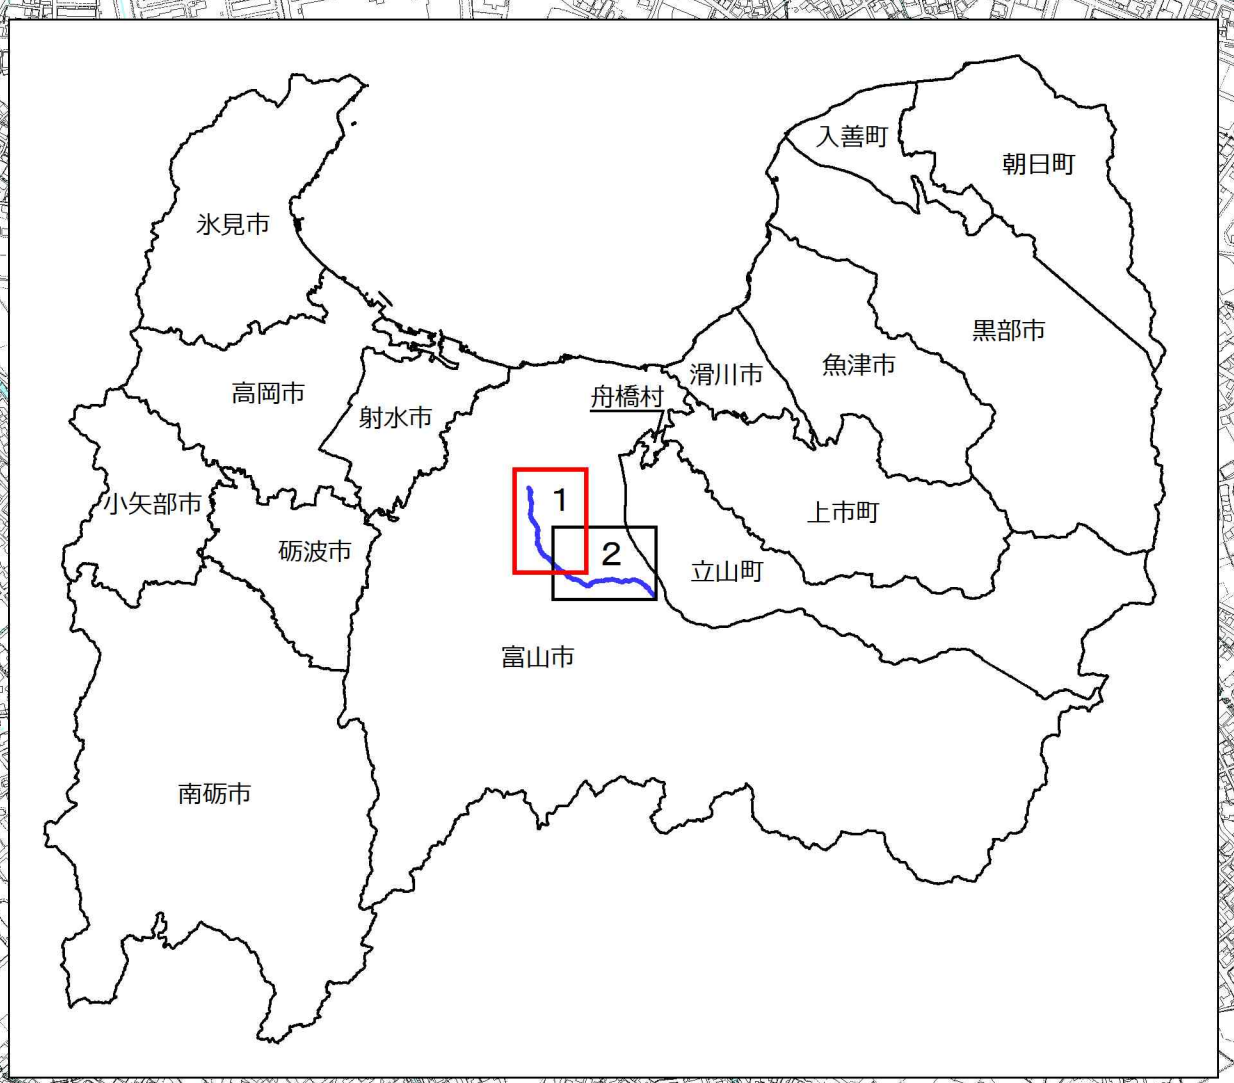 入善町
朝日町
氷見市
黒部市
魚津市
滑川市
高岡市
舟橋村
射水市
小矢部市
1
上市町
砺波市
2
立山町
富山市
南砺市